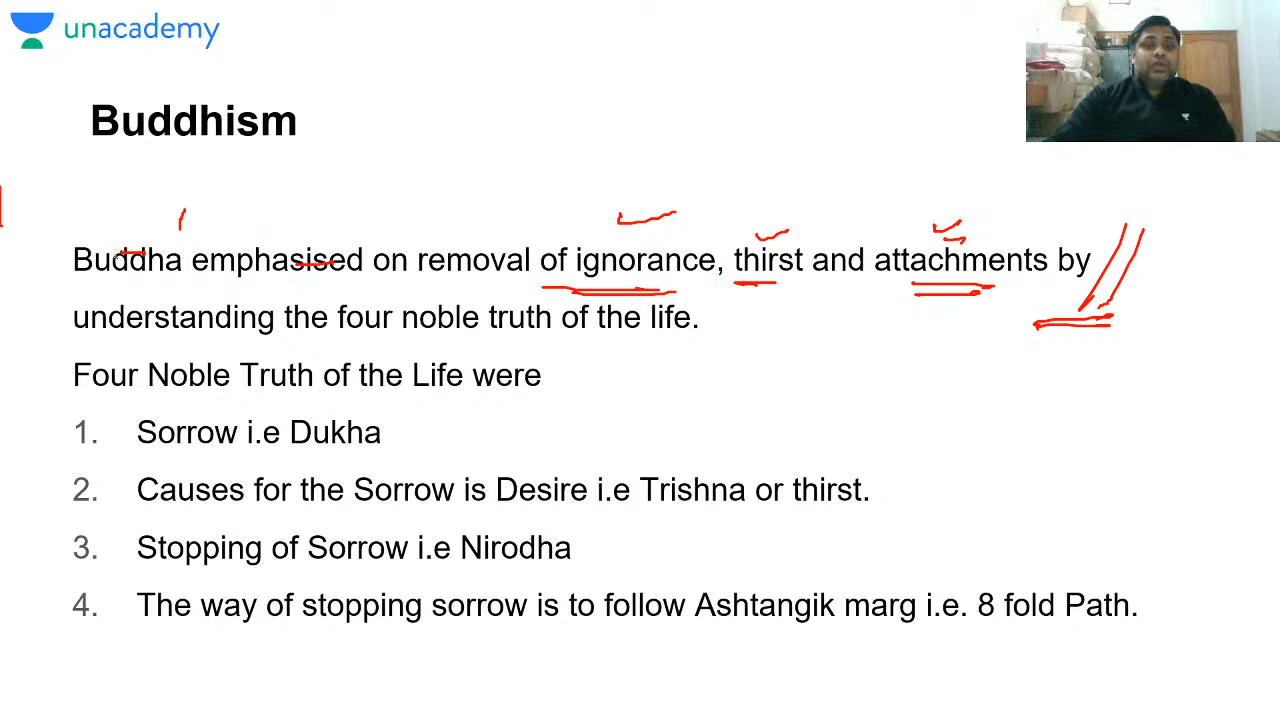 unacademy
Buddhism
Buddha emphasised on removal of ignorance, thirst and attachments by
understanding the four noble truth of the life.
Four Noble Truth of the Life were
1. Sorrow i.e Dukha
2. Causes for the Sorrow is Desire i.e Trishna or thirst.
3. Stopping of Sorrow i.e Nirodha
4. The way of stopping sorrow is to follow Ashtangik marg i.e. 8 fold Path.